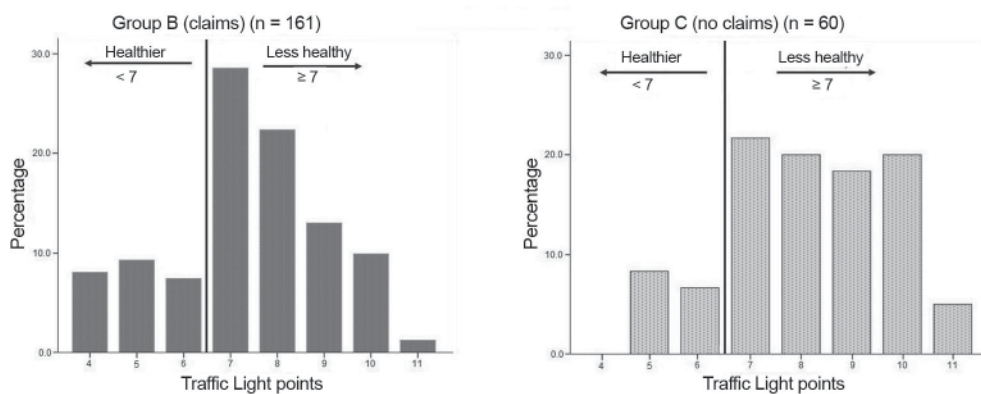 Group B (claims) (n = 161)
30.0
Healthier
< 7
Less healthy
≥ 7
20.0
Percentage
10.0
0.0
4 5 6 7 8 9 10 11
Traffic Light points
Group C (no claims) (n = 60)
30.0
Healthier
< 7
Less healthy
≥ 7
20.0
Percentage
10.0
0.0
4 5 6 7 8 9 10 11
Traffic Light points